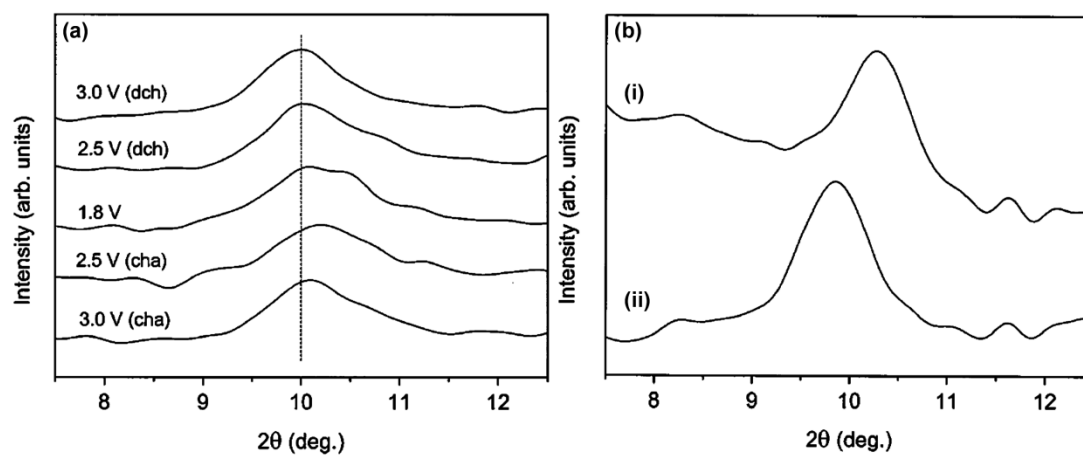 (a)
3.0 V (dch)
2.5 V (dch)
1.8 V
2.5 V (cha)
3.0 V (cha)
Intensity (arb. units)
8 9 10 11 12
2θ (deg.)
(b)
(i)
(ii)
Intensity (arb. units)
8 9 10 11 12
2θ (deg.)